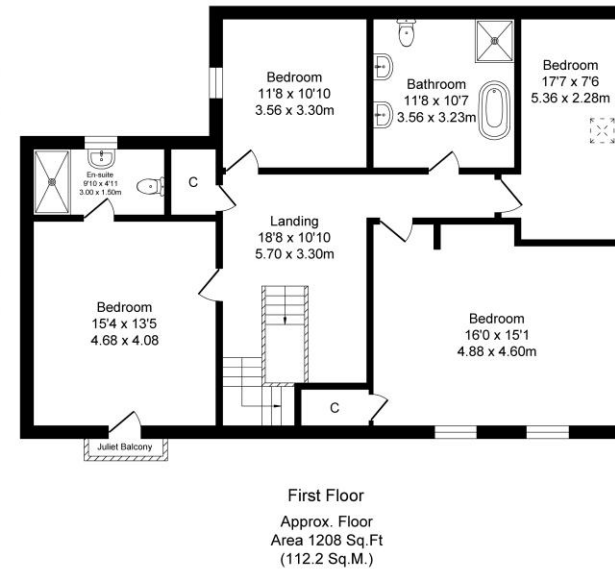 Bedroom
11'8 x 10'10
3.56 x 3.30m
Bathroom
11'8 x 10'7
3.56 x 3.23m
Bedroom
17'7 x 7'6
5.36 x 2.28m
En-suite
9'10 x 4'11
3.00 x 1.50m
C
Landing
18'8 x 10'10
5.70 x 3.30m
Bedroom
15'4 x 13'5
4.68 x 4.08
Bedroom
16'0 x 15'1
4.88 x 4.60m
C
Juliet Balcony
First Floor
Approx. Floor
Area 1208 Sq.Ft
(112.2 Sq.M.)